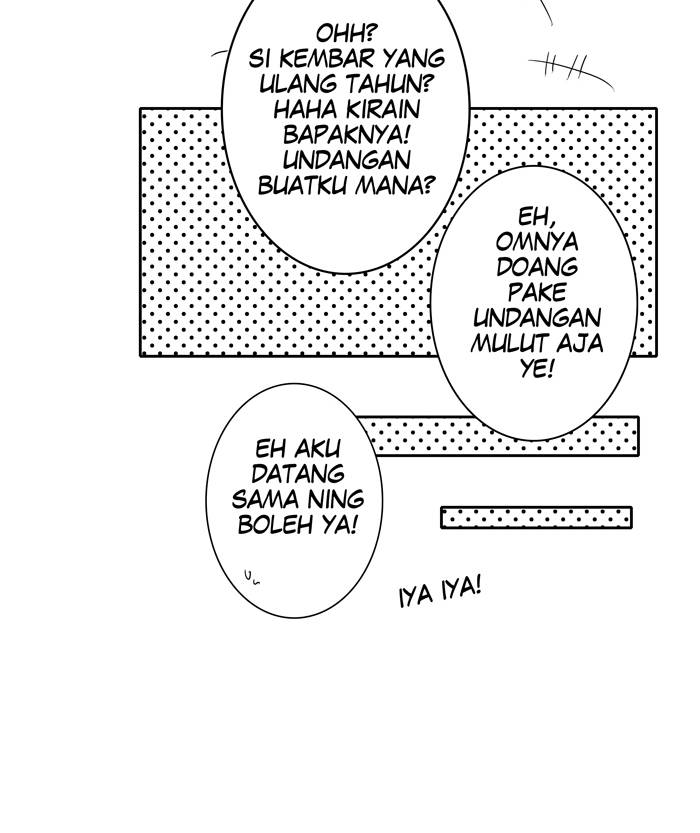 OHH?
SI KEMBAR YANG
ULANG TAHUN?
HAHA KIRAIN
BAPAKNYA!
UNDANGAN
BUATKU MANA?
EH,
OMNYA
DOANG
PAKE
UNDANGAN
MULUT AJA
YE!
EH AKU
DATANG
SAMA NING
BOLEH YA!
IYA IYA!